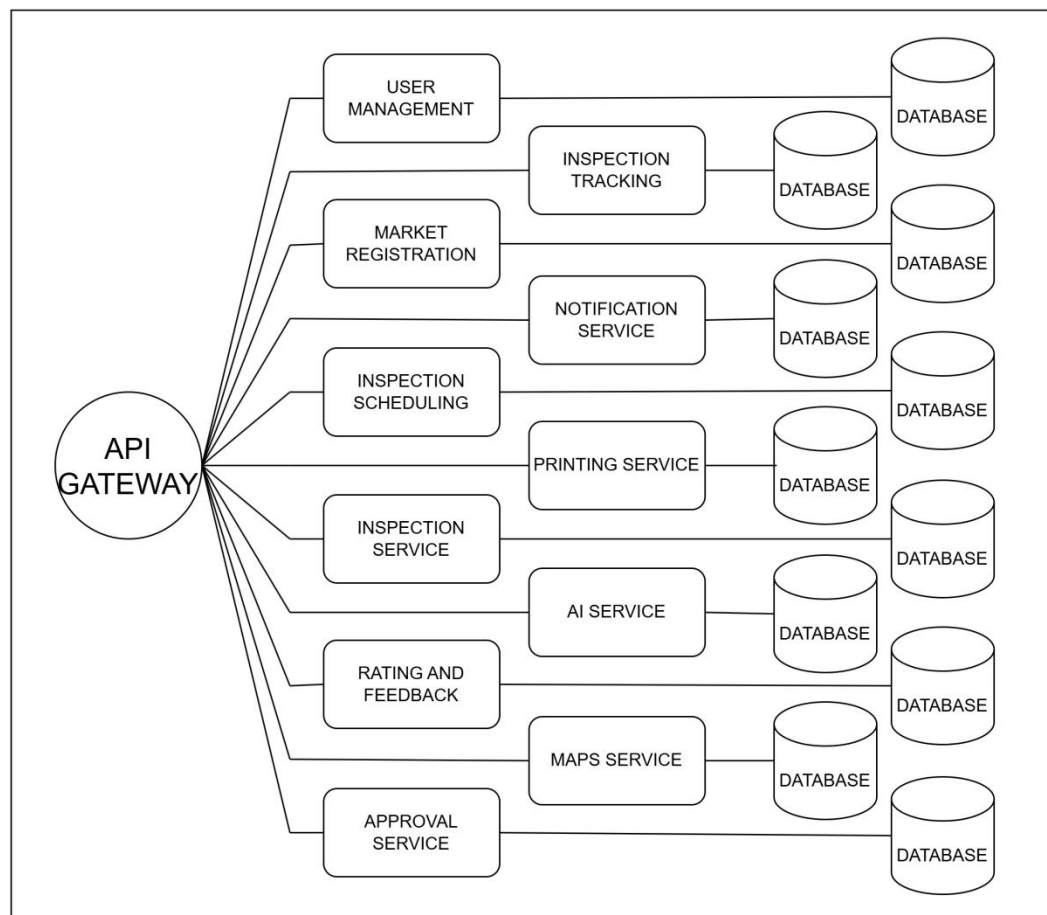 USER
MANAGEMENT
DATABASE
INSPECTION
TRACKING
DATABASE
MARKET
REGISTRATION
DATABASE
NOTIFICATION
SERVICE
DATABASE
INSPECTION
SCHEDULING
DATABASE
API
GATEWAY
PRINTING SERVICE
DATABASE
INSPECTION
SERVICE
DATABASE
AI SERVICE
DATABASE
RATING AND
FEEDBACK
DATABASE
MAPS SERVICE
DATABASE
APPROVAL
SERVICE
DATABASE